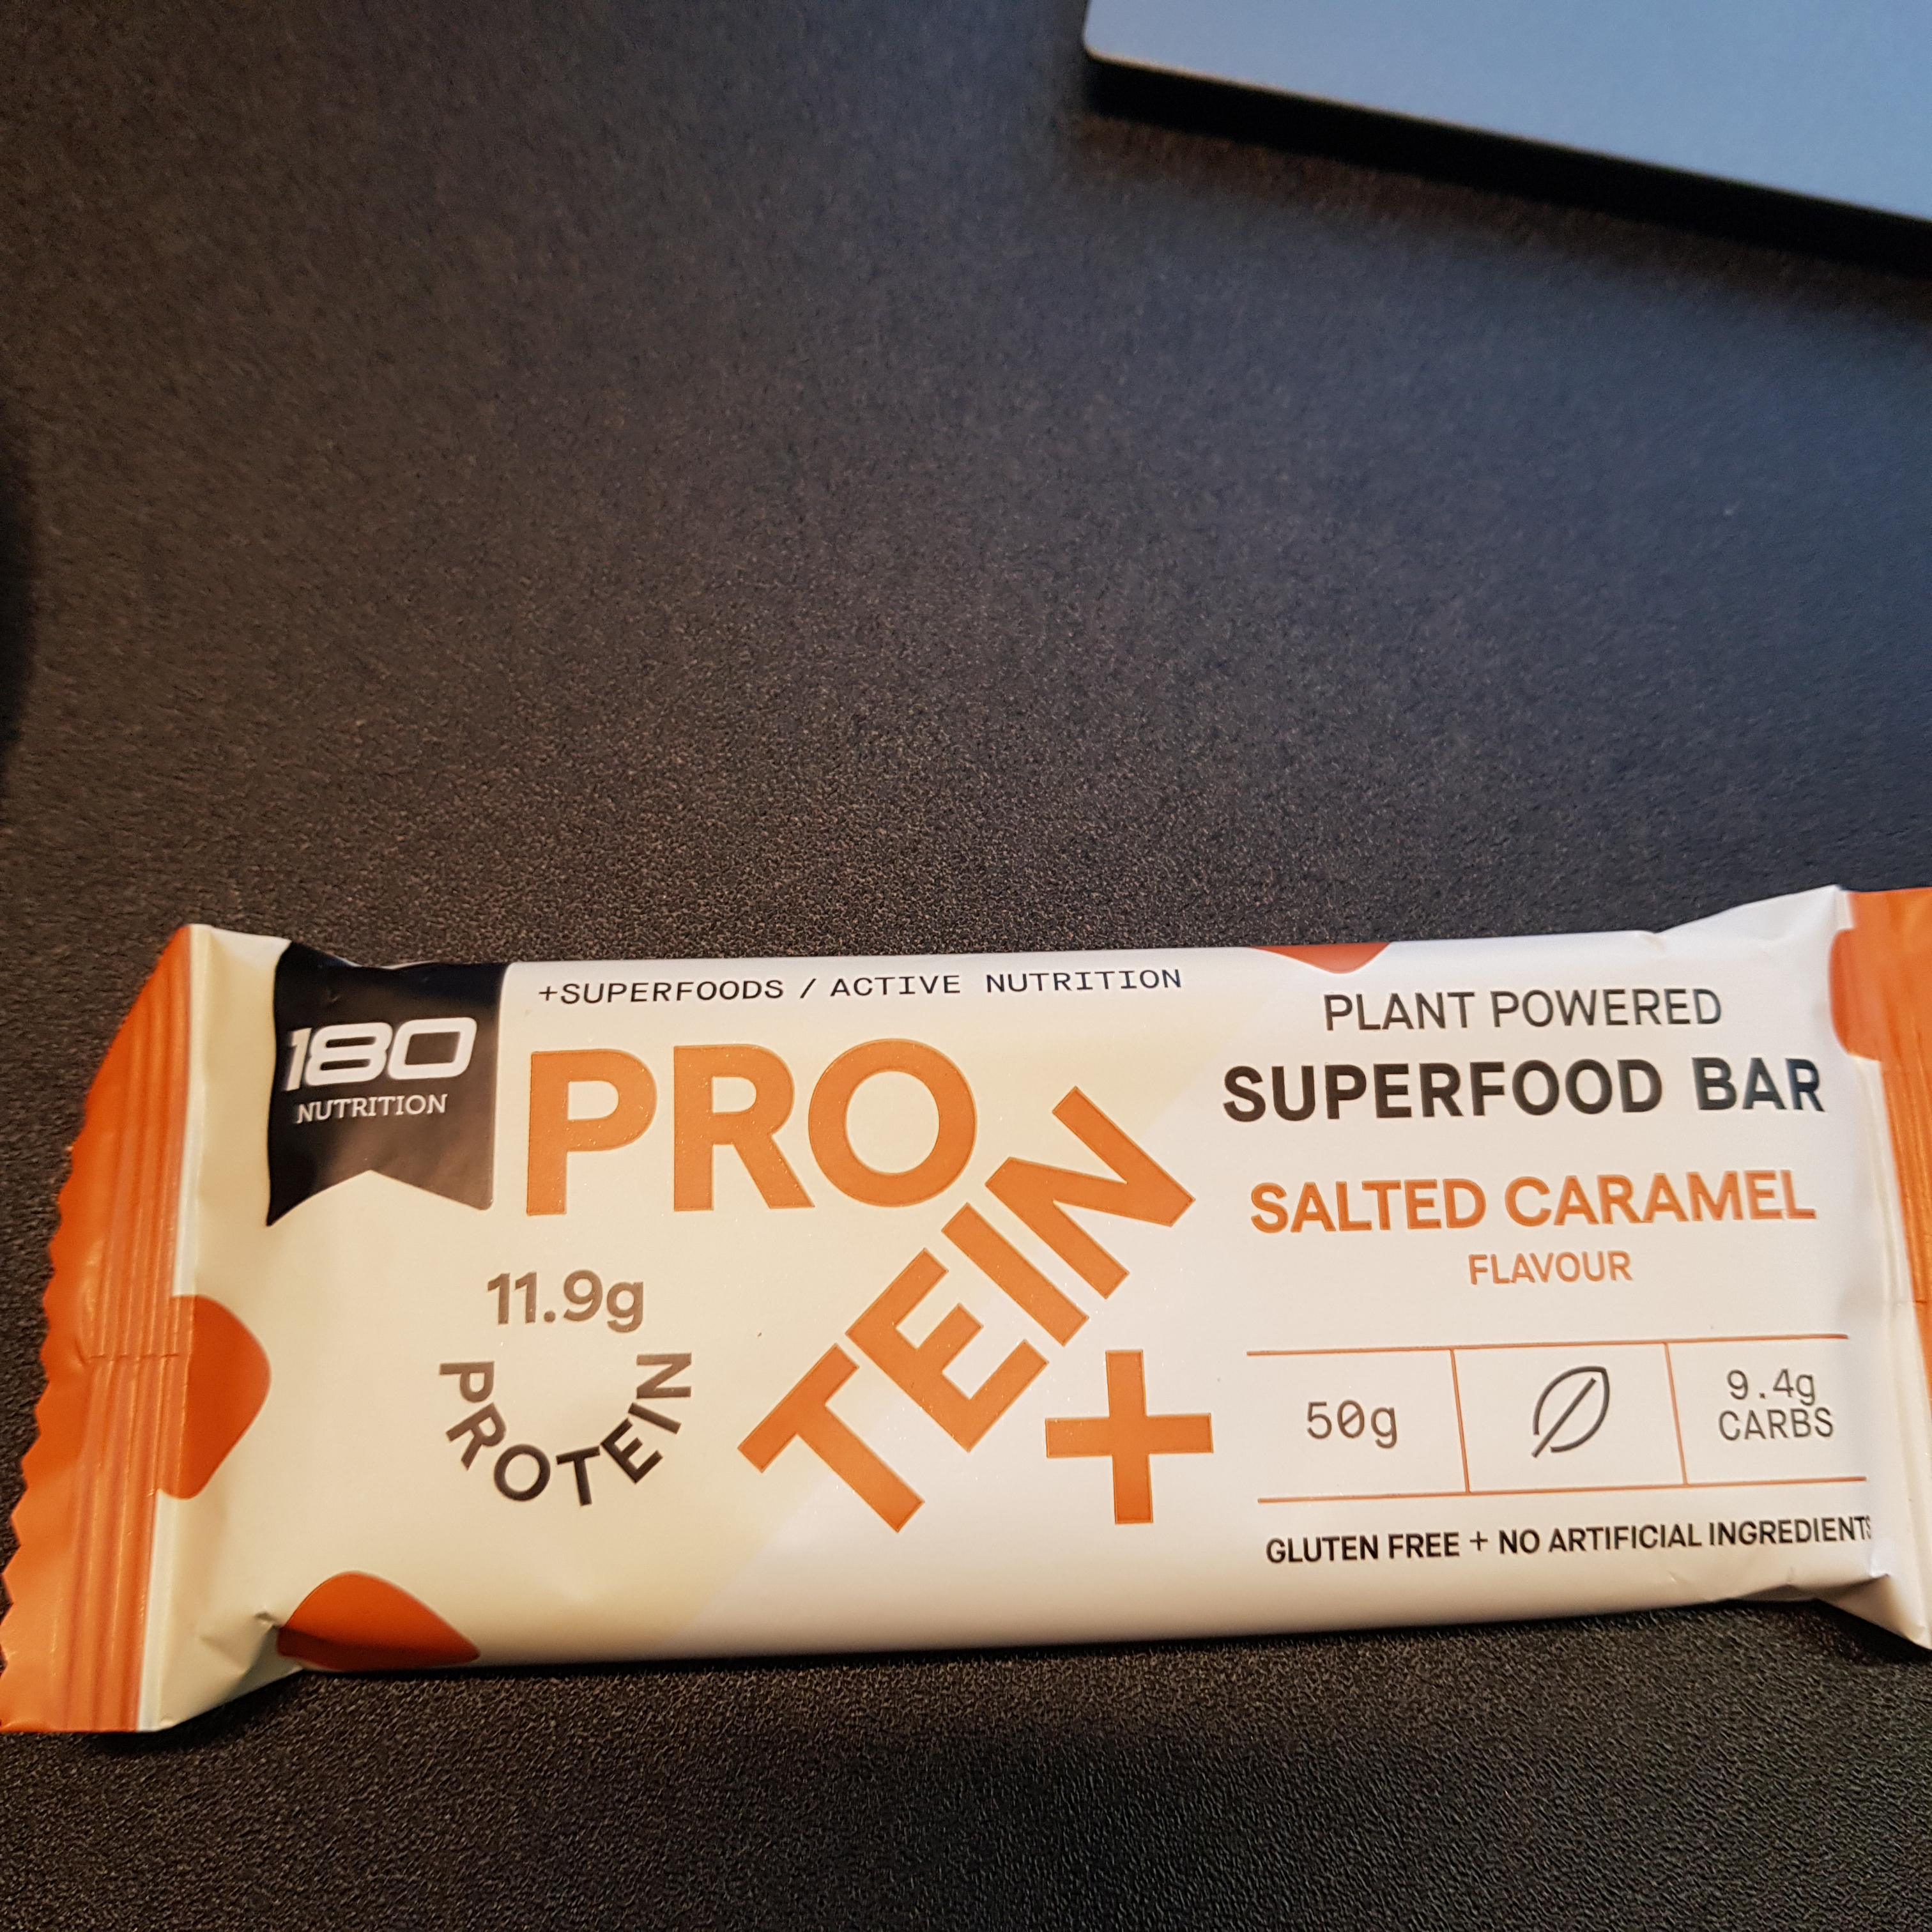 180
NUTRITION
+SUPERFOODS / ACTIVE NUTRITION
PRO
TEIN
+
11.9g
PROTEIN
PLANT POWERED
SUPERFOOD BAR
SALTED CARAMEL
FLAVOUR
50g
9.4g
CARBS
GLUTEN FREE + NO ARTIFICIAL INGREDIENTS